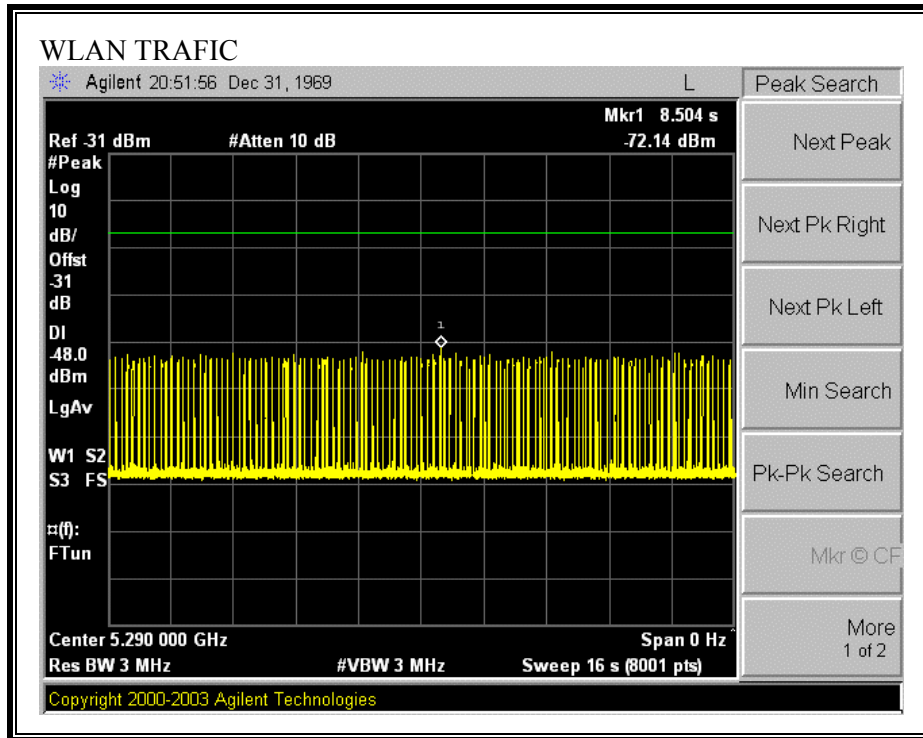 WLAN TRAFIC
Agilent 20:51:56 Dec 31, 1969 L
Peak Search
Mkr1 8.504 s
Ref -31 dBm #Atten 10 dB -72.14 dBm
#Peak
Log
10
dB/
Offst
-31
dB
DI
-48.0
dBm
LgAv
W1 S2
S3 FS
¤(f):
FTun
1
Center 5.290 000 GHz Span 0 Hz ^
Res BW 3 MHz #VBW 3 MHz Sweep 16 s (8001 pts)
Copyright 2000-2003 Agilent Technologies
Next Peak
Next Pk Right
Next Pk Left
Min Search
Pk-Pk Search
Mkr © CF
More
1 of 2